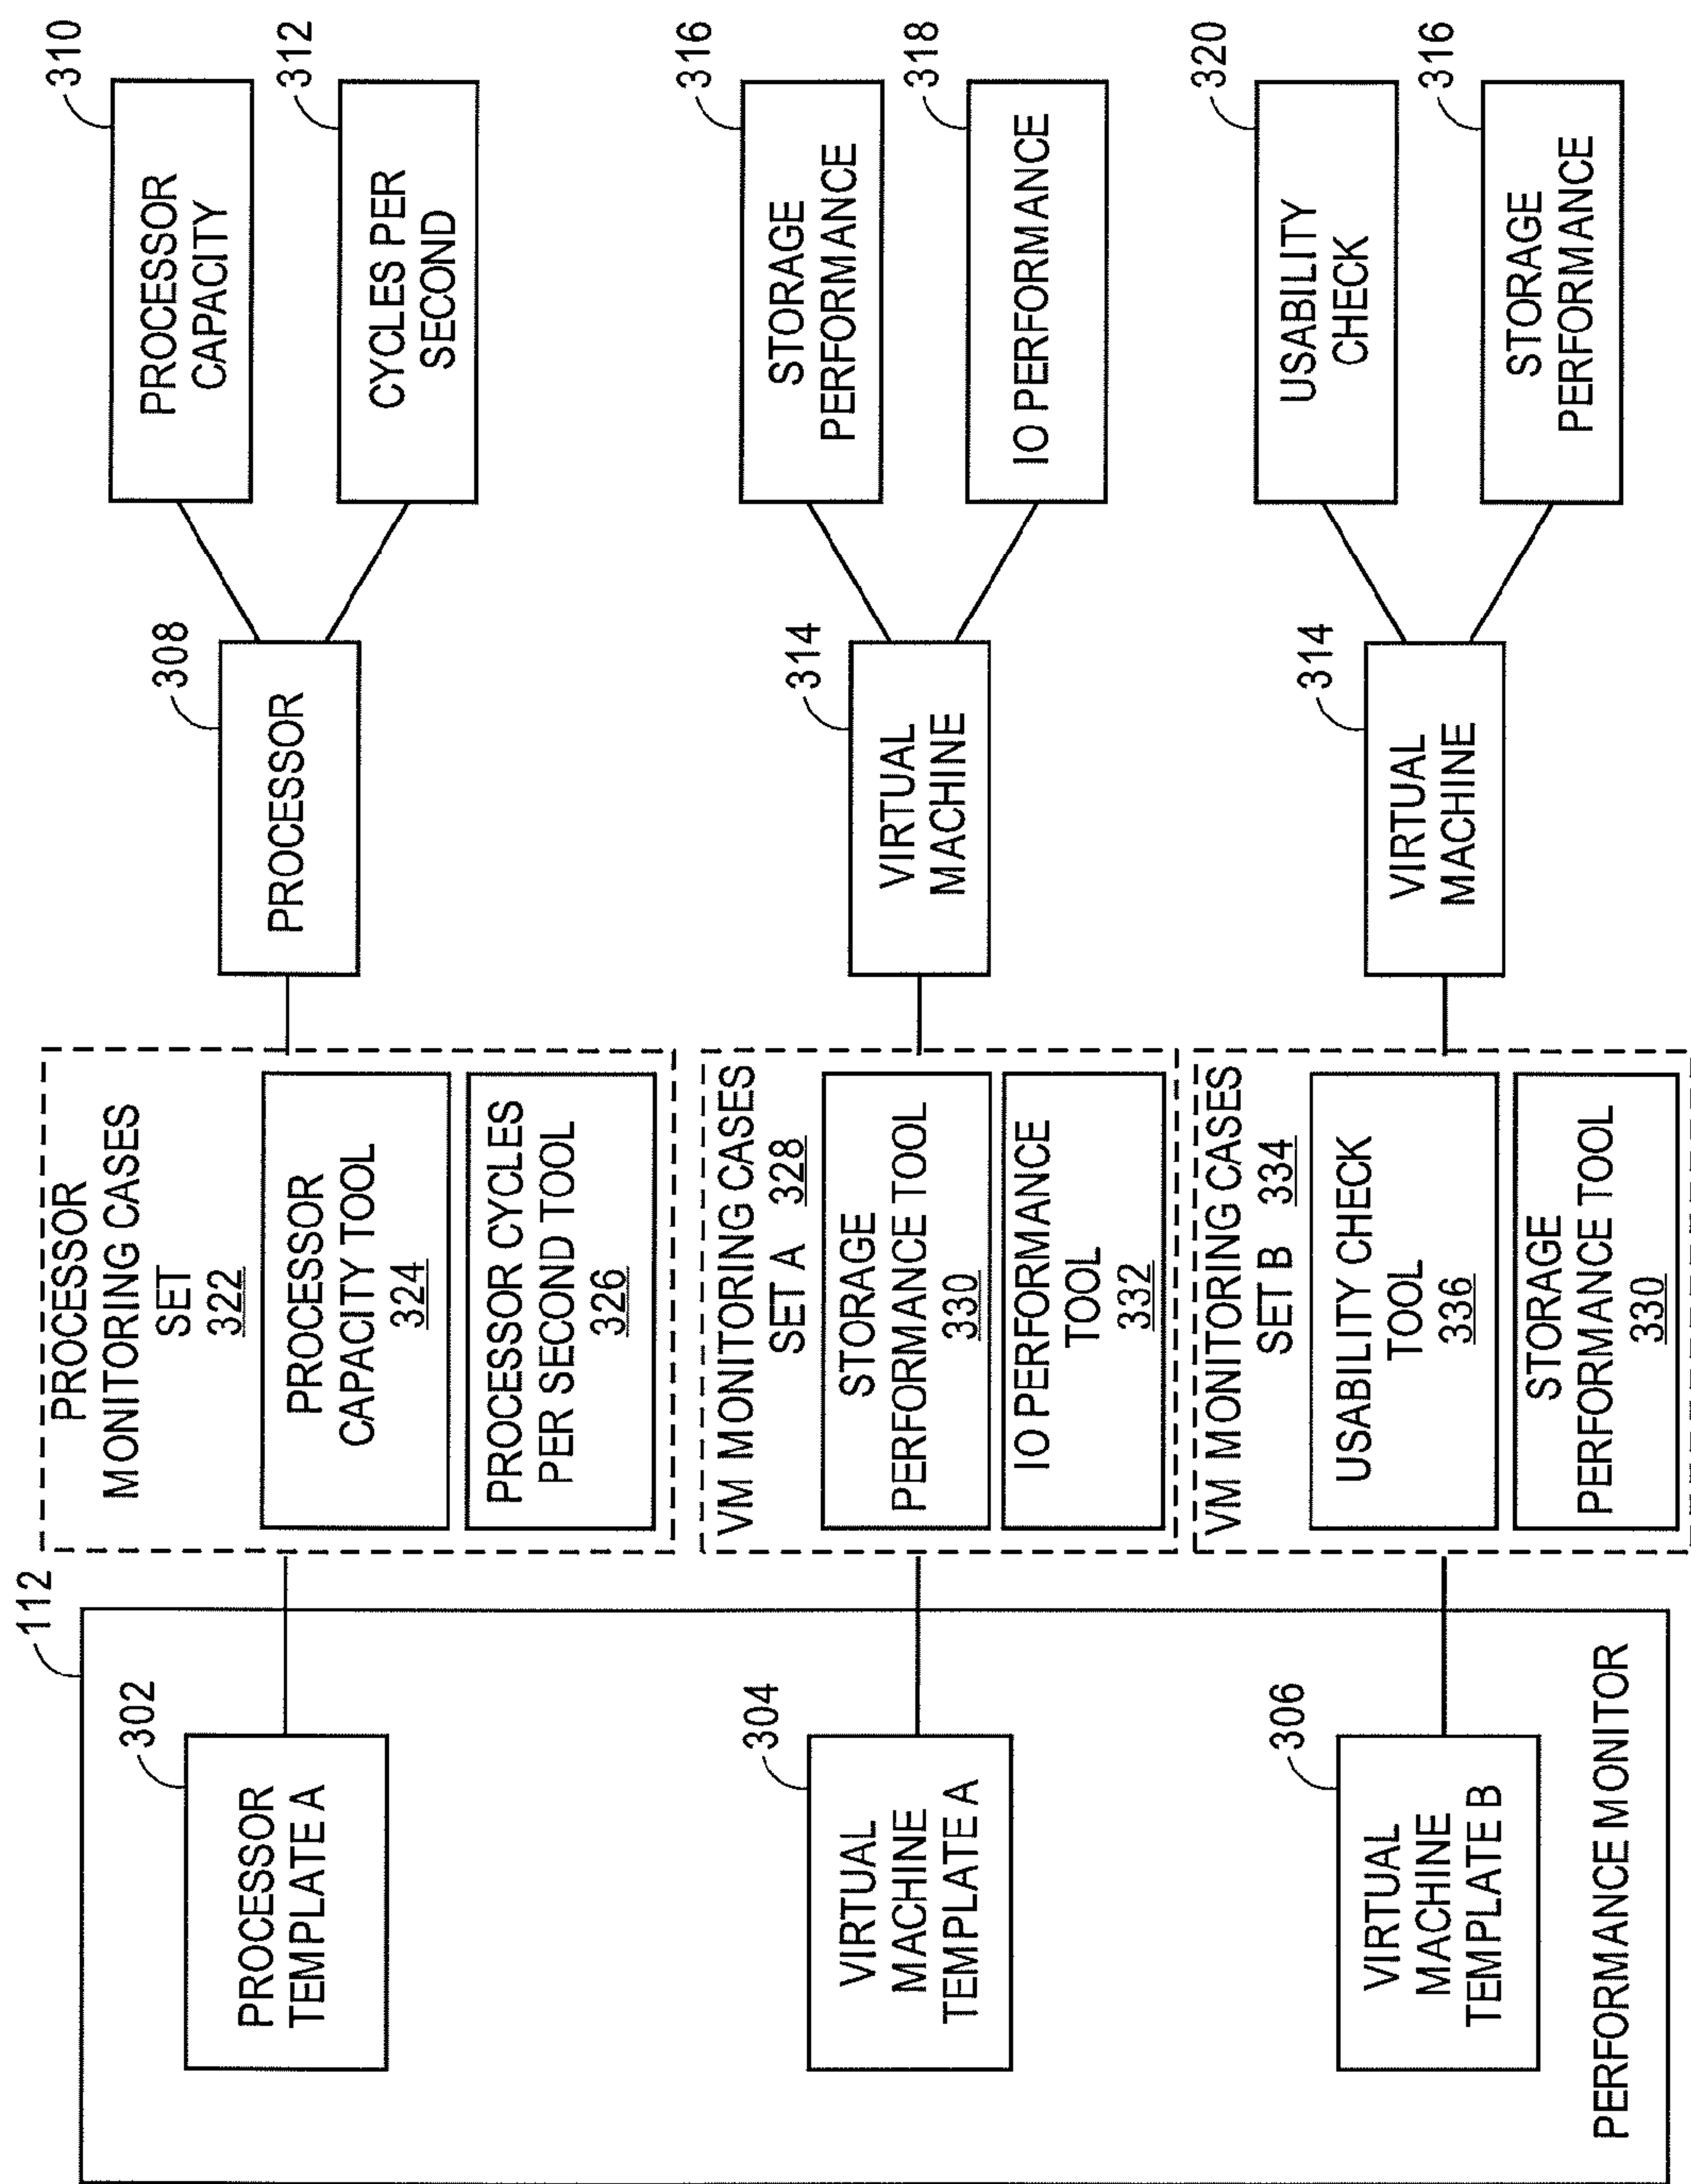 112
302
PROCESSOR
TEMPLATE A
304
VIRTUAL
MACHINE
TEMPLATE A
306
VIRTUAL
MACHINE
TEMPLATE B
PERFORMANCE MONITOR
PROCESSOR
MONITORING CASES
SET
322
PROCESSOR
CAPACITY TOOL
324
PROCESSOR CYCLES
PER SECOND TOOL
326
VM MONITORING CASES
SET A 328
STORAGE
PERFORMANCE TOOL
330
IO PERFORMANCE
TOOL
332
VM MONITORING CASES
SET B 334
USABILITY CHECK
TOOL
336
STORAGE
PERFORMANCE TOOL
330
308
PROCESSOR
314
VIRTUAL
MACHINE
314
VIRTUAL
MACHINE
310
PROCESSOR
CAPACITY
312
CYCLES PER
SECOND
316
STORAGE
PERFORMANCE
318
IO PERFORMANCE
320
USABILITY
CHECK
316
STORAGE
PERFORMANCE